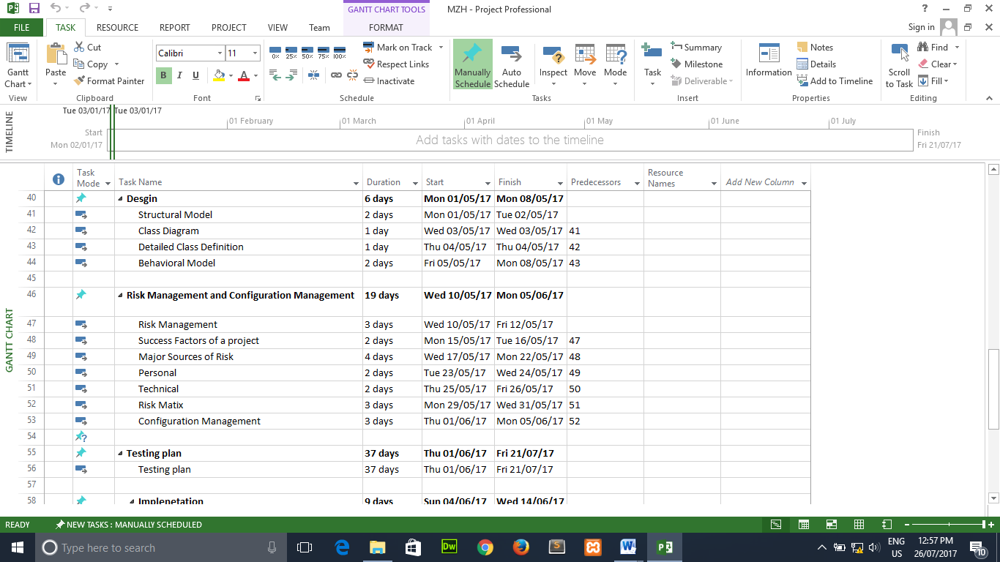 GANTT CHART TOOLS
MZH - Project Professional
FILE TASK RESOURCE REPORT PROJECT VIEW Team FORMAT Sign in
Gantt Chart
View
Paste
Cut
Copy
Format Painter
Clipboard
Calibri 11
B I U A
Font
0% 25% 50% 75% 100%
Mark on Track
Respect Links
Inactivate
Schedule
Manually Schedule
Auto Schedule
Inspect
Move
Mode
Tasks
Task
Summary
Milestone
Deliverable
Insert
Information
Notes
Details
Add to Timeline
Properties
Scroll to Task
Find
Clear
Fill
Editing
TIMELINE
Tue 03/01/17 Tue 03/01/17
01 February 01 March 01 April 01 May 01 June 01 July
Start
Mon 02/01/17
Add tasks with dates to the timeline
Finish
Fri 21/07/17
GANTT CHART
Task Mode Task Name Duration Start Finish Predecessors Resource Names Add New Column
40 Desgin 6 days Mon 01/05/17 Mon 08/05/17
41 Structural Model 2 days Mon 01/05/17 Tue 02/05/17
42 Class Diagram 1 day Wed 03/05/17 Wed 03/05/17 41
43 Detailed Class Definition 1 day Thu 04/05/17 Thu 04/05/17 42
44 Behavioral Model 2 days Fri 05/05/17 Mon 08/05/17 43
45
46 Risk Management and Configuration Management 19 days Wed 10/05/17 Mon 05/06/17
47 Risk Management 3 days Wed 10/05/17 Fri 12/05/17
48 Success Factors of a project 2 days Mon 15/05/17 Tue 16/05/17 47
49 Major Sources of Risk 4 days Wed 17/05/17 Mon 22/05/17 48
50 Personal 2 days Tue 23/05/17 Wed 24/05/17 49
51 Technical 2 days Thu 25/05/17 Fri 26/05/17 50
52 Risk Matix 3 days Mon 29/05/17 Wed 31/05/17 51
53 Configuration Management 3 days Thu 01/06/17 Mon 05/06/17 52
54
55 Testing plan 37 days Thu 01/06/17 Fri 21/07/17
56 Testing plan 37 days Thu 01/06/17 Fri 21/07/17
57
58 Implenetation 9 days Sun 04/06/17 Wed 14/06/17
READY NEW TASKS : MANUALLY SCHEDULED
Type here to search
Dw
ENG
US
12:57 PM
26/07/2017
10